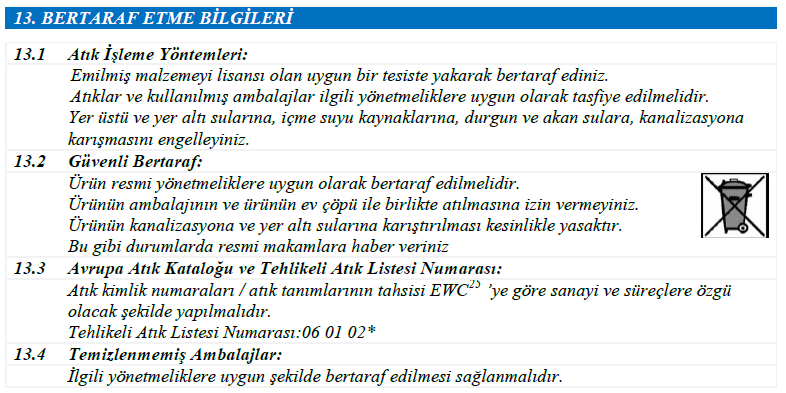 13. BERTARAF ETME BİLGİLERİ
13.1 Atık İşleme Yöntemleri:
Emilmiş malzemeyi lisansı olan uygun bir tesiste yakarak bertaraf ediniz.
Atıklar ve kullanılmış ambalajlar ilgili yönetmeliklere uygun olarak tasfiye edilmelidir.
Yer üstü ve yer altı sularına, içme suyu kaynaklarına, durgun ve akan sulara, kanalizasyona
karışmasını engelleyiniz.
13.2 Güvenli Bertaraf:
Ürün resmi yönetmeliklere uygun olarak bertaraf edilmelidir.
Ürünün ambalajının ve ürünün ev çöpü ile birlikte atılmasına izin vermeyiniz.
Ürünün kanalizasyona ve yer altı sularına karıştırılması kesinlikle yasaktır.
Bu gibi durumlarda resmi makamlara haber veriniz
13.3 Avrupa Atık Kataloğu ve Tehlikeli Atık Listesi Numarası:
Atık kimlik numaraları / atık tanımlarının tahsisi EWC25 'ye göre sanayi ve süreçlere özgü
olacak şekilde yapılmalıdır.
Tehlikeli Atık Listesi Numarası:06 01 02*
13.4 Temizlenmemiş Ambalajlar:
İlgili yönetmeliklere uygun şekilde bertaraf edilmesi sağlanmalıdır.